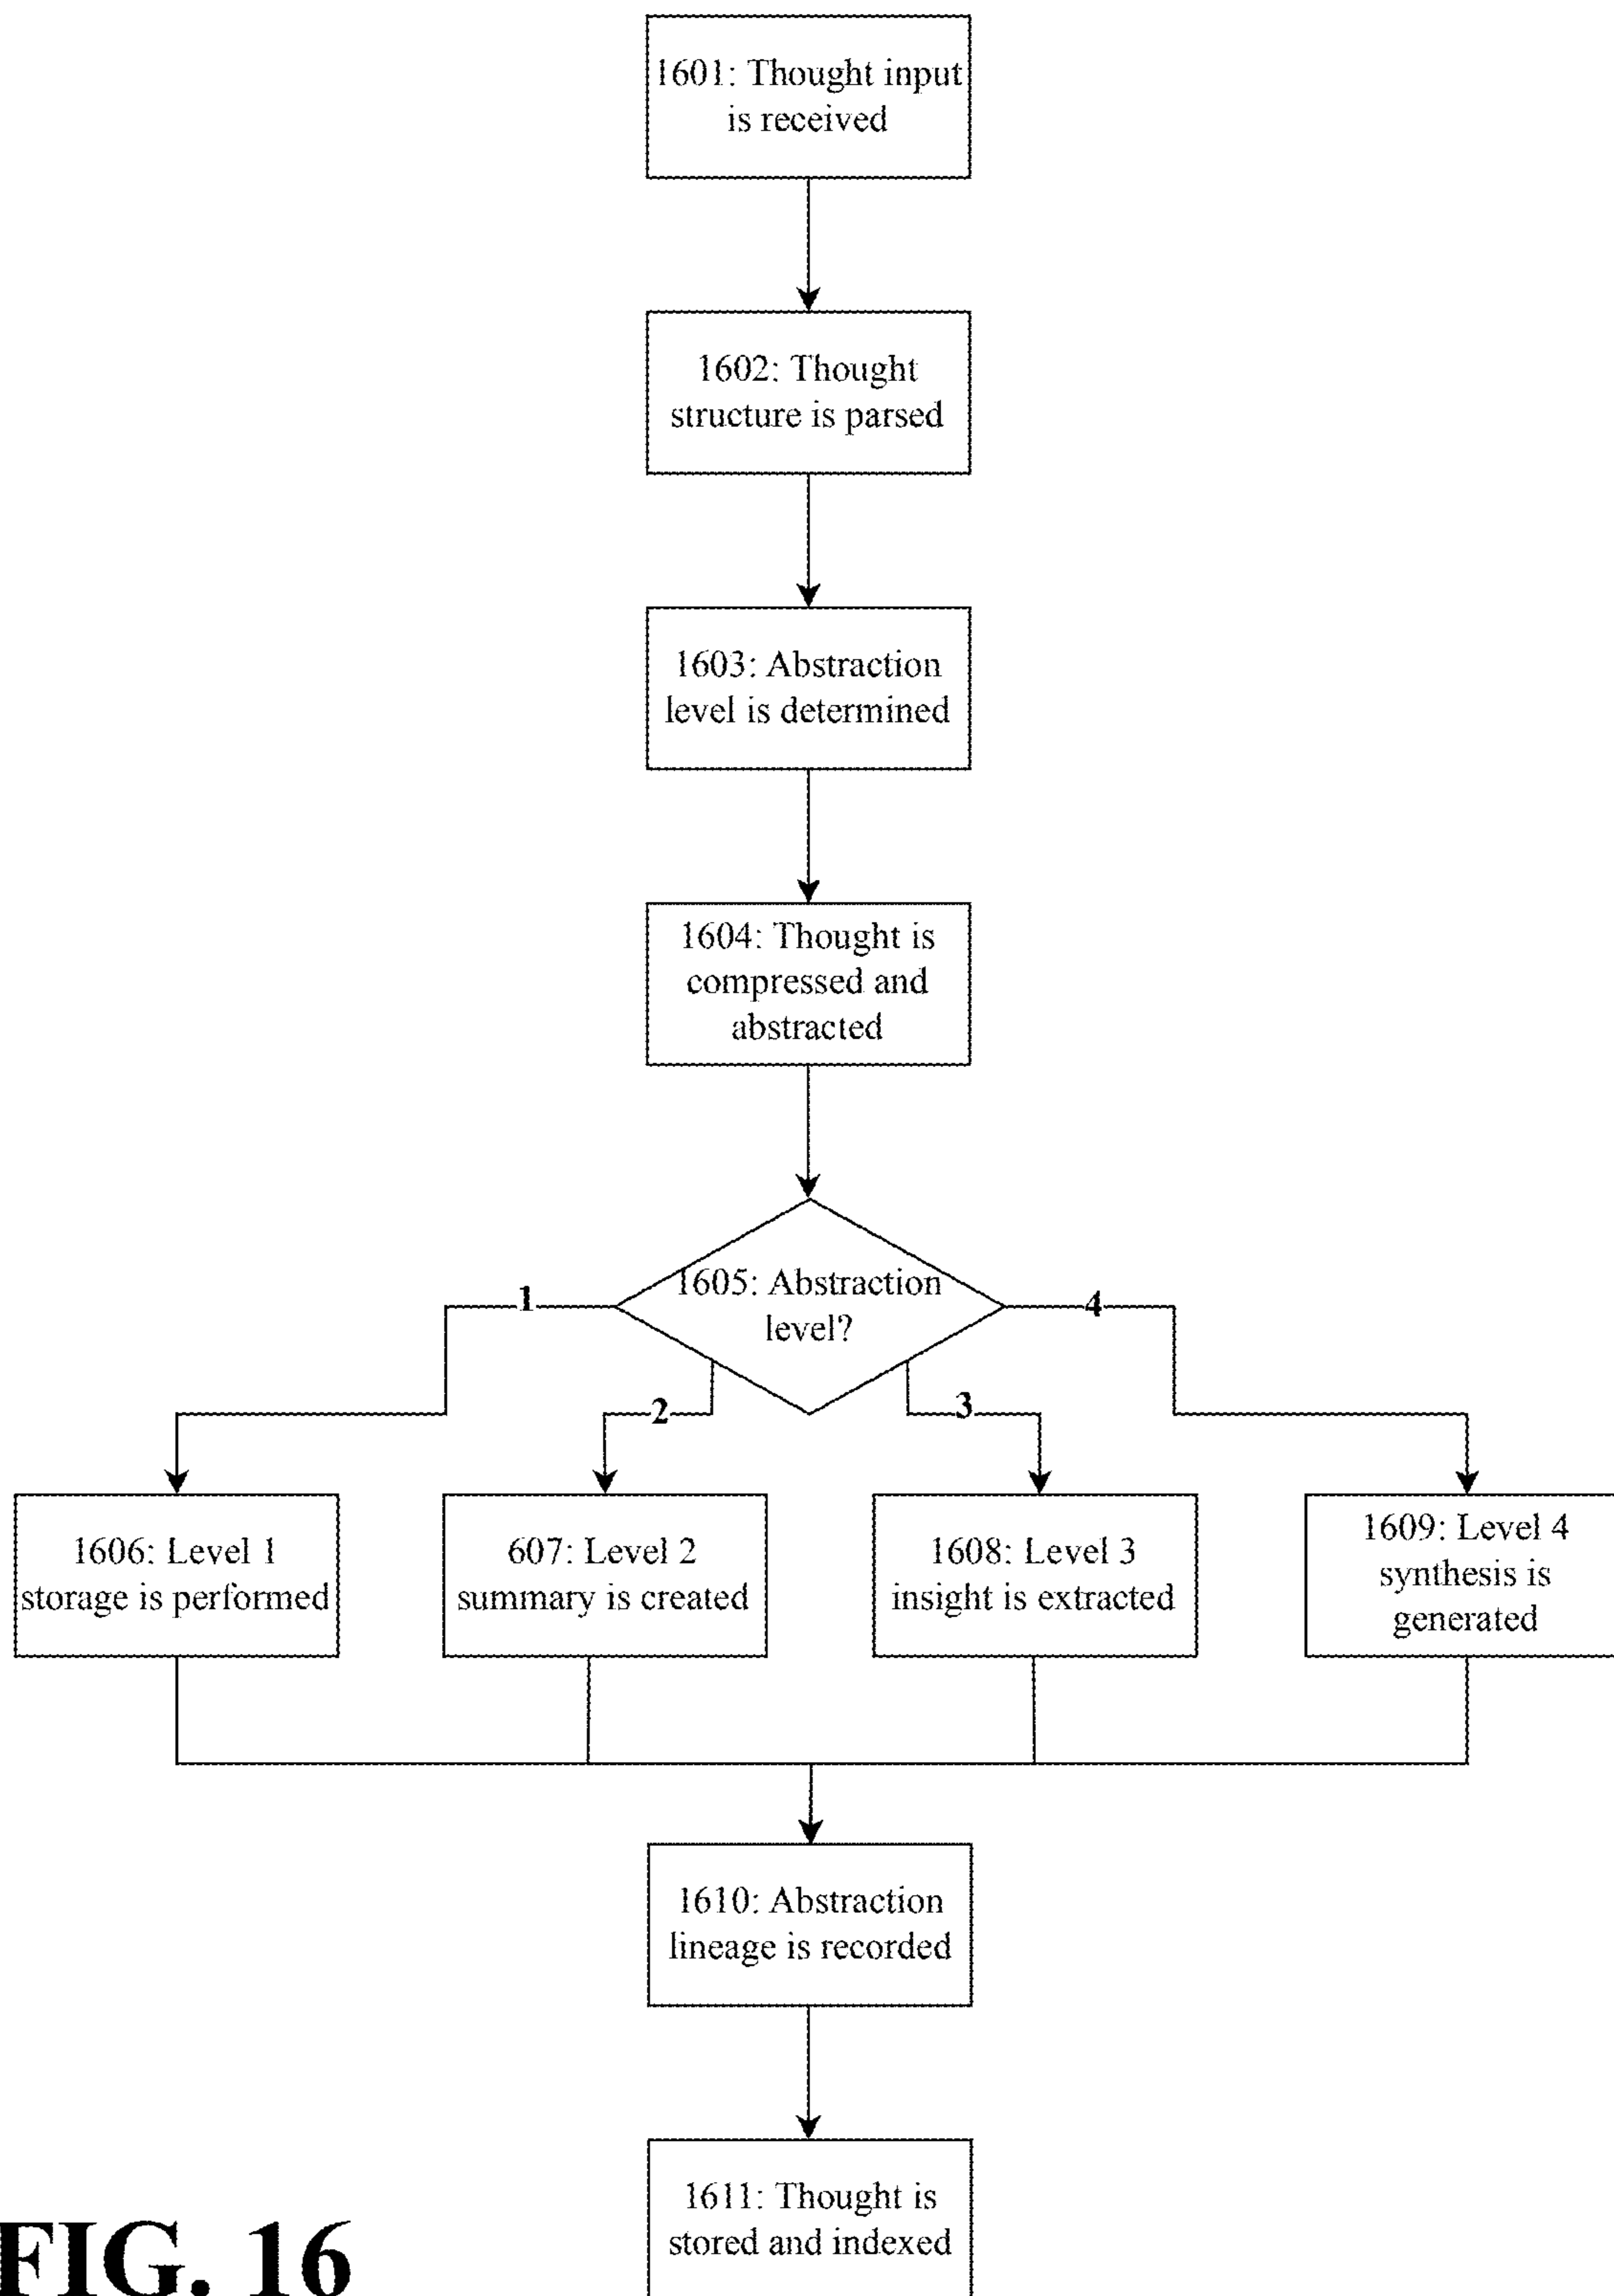 1601: Thought input
is received
1602: Thought
structure is parsed
1603: Abstraction
level is determined
1604: Thought is
compressed and
abstracted
1605: Abstraction
level?
1
4
2
3
1606: Level 1
storage is performed
607: Level 2
summary is created
1608: Level 3
insight is extracted
1609: Level 4
synthesis is
generated
1610: Abstraction
lineage is recorded
1611: Thought is
stored and indexed
FIG. 16